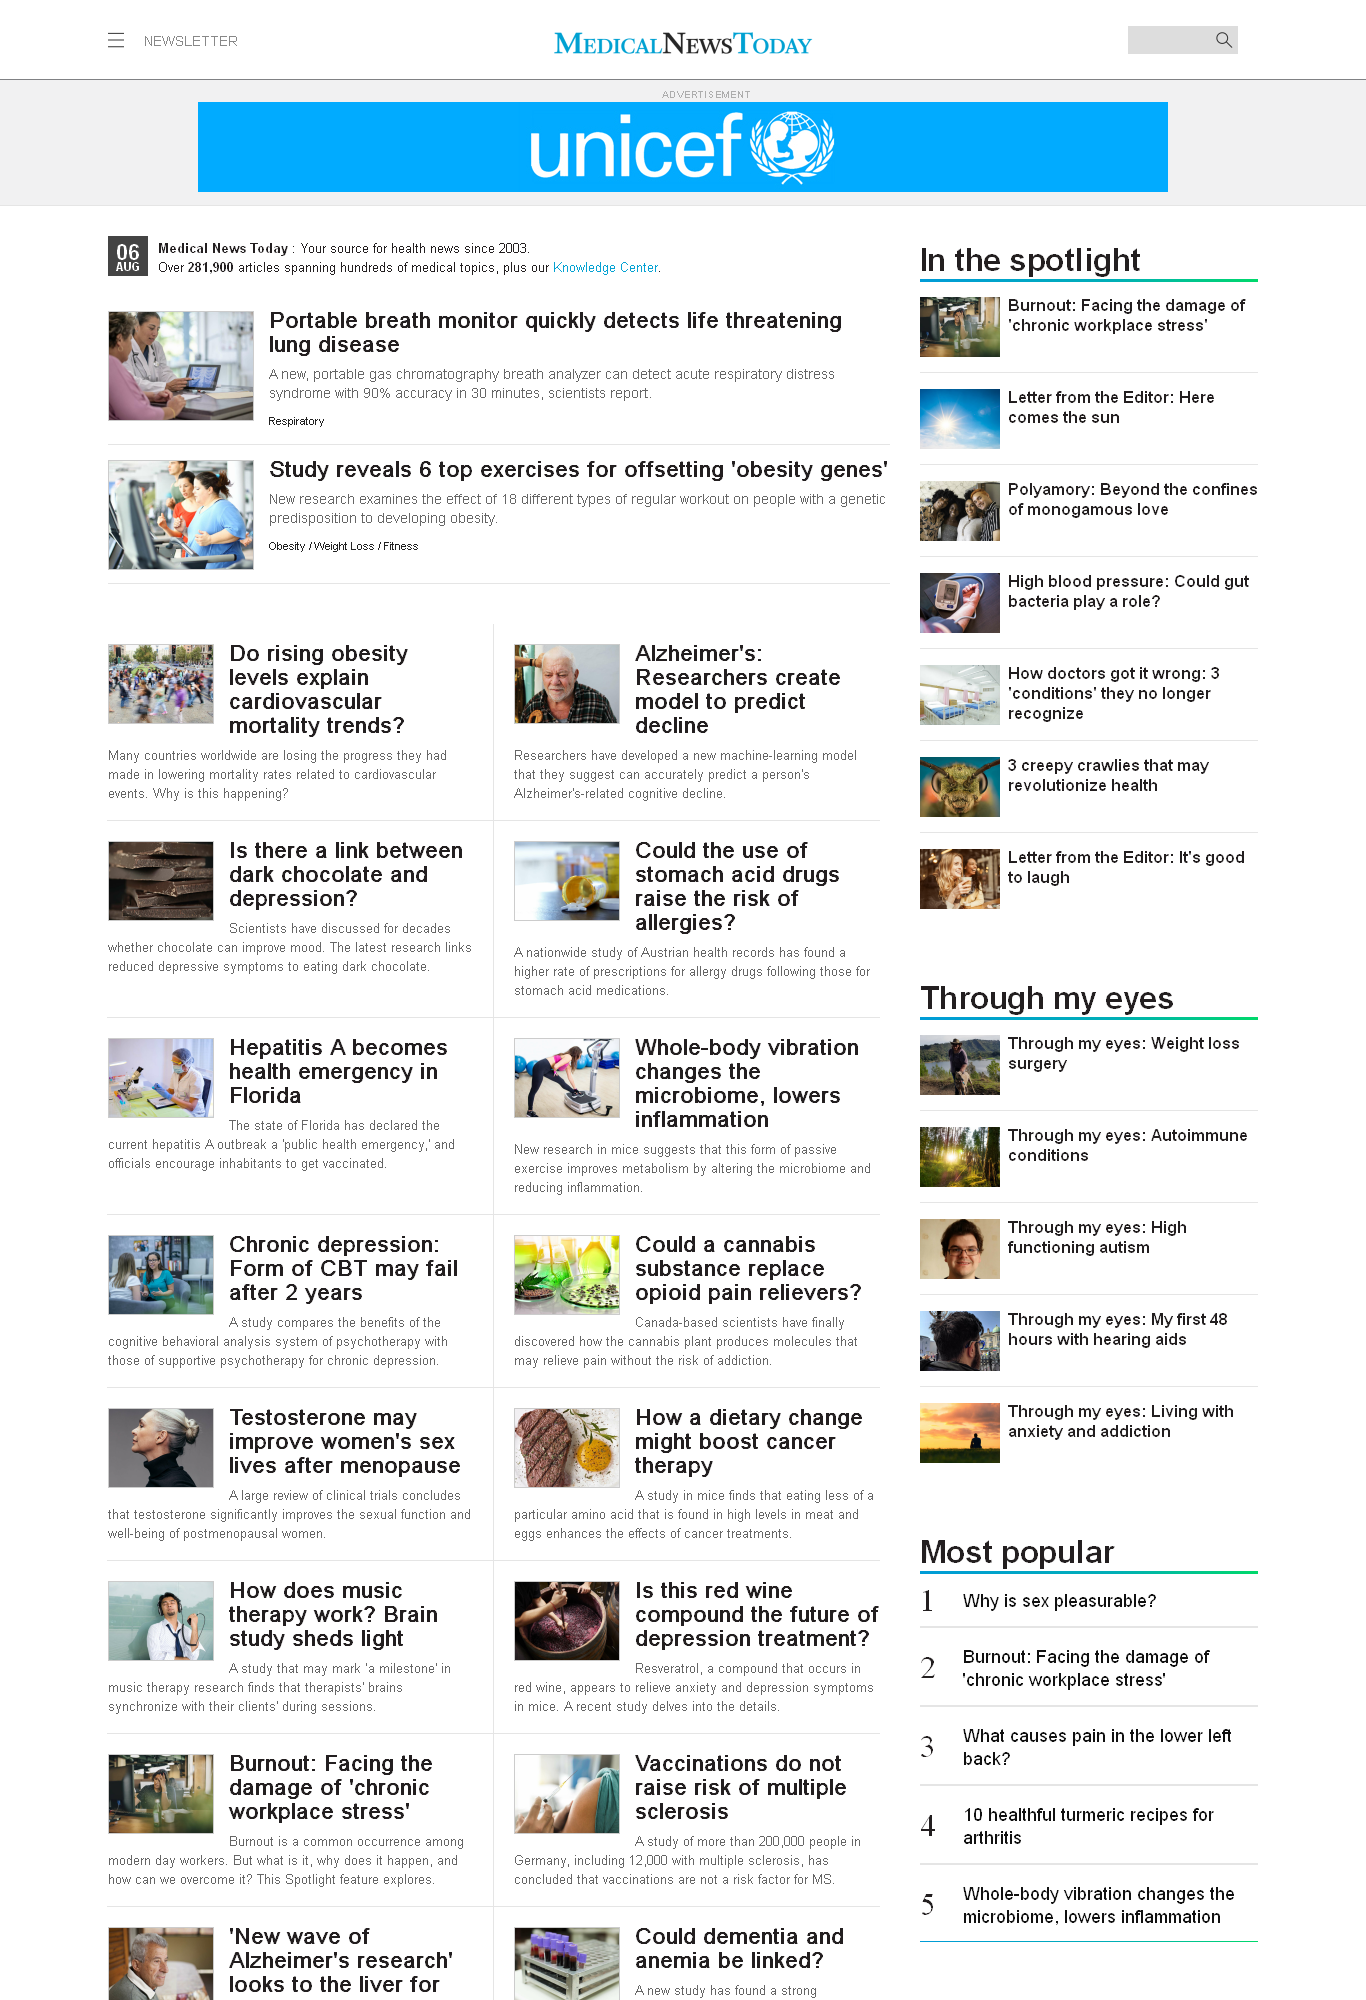 NEWSLETTER
MEDICALNEWSTODAY
ADVERTISEMENT
unicef
06
AUG
Medical News Today : Your source for health news since 2003.
Over 281,900 articles spanning hundreds of medical topics, plus our Knowledge Center.
Portable breath monitor quickly detects life threatening
lung disease
A new, portable gas chromatography breath analyzer can detect acute respiratory distress
syndrome with 90% accuracy in 30 minutes, scientists report.
Respiratory
Study reveals 6 top exercises for offsetting 'obesity genes'
New research examines the effect of 18 different types of regular workout on people with a genetic
predisposition to developing obesity.
Obesity / Weight Loss / Fitness
Do rising obesity
levels explain
cardiovascular
mortality trends?
Many countries worldwide are losing the progress they had
made in lowering mortality rates related to cardiovascular
events. Why is this happening?
Alzheimer's:
Researchers create
model to predict
decline
Researchers have developed a new machine-learning model
that they suggest can accurately predict a person's
Alzheimer's-related cognitive decline.
Is there a link between
dark chocolate and
depression?
Scientists have discussed for decades
whether chocolate can improve mood. The latest research links
reduced depressive symptoms to eating dark chocolate.
Could the use of
stomach acid drugs
raise the risk of
allergies?
A nationwide study of Austrian health records has found a
higher rate of prescriptions for allergy drugs following those for
stomach acid medications.
Hepatitis A becomes
health emergency in
Florida
The state of Florida has declared the
current hepatitis A outbreak a 'public health emergency,' and
officials encourage inhabitants to get vaccinated.
Whole-body vibration
changes the
microbiome, lowers
inflammation
New research in mice suggests that this form of passive
exercise improves metabolism by altering the microbiome and
reducing inflammation.
Chronic depression:
Form of CBT may fail
after 2 years
A study compares the benefits of the
cognitive behavioral analysis system of psychotherapy with
those of supportive psychotherapy for chronic depression.
Could a cannabis
substance replace
opioid pain relievers?
Canada-based scientists have finally
discovered how the cannabis plant produces molecules that
may relieve pain without the risk of addiction.
Testosterone may
improve women's sex
lives after menopause
A large review of clinical trials concludes
that testosterone significantly improves the sexual function and
well-being of postmenopausal women.
How a dietary change
might boost cancer
therapy
A study in mice finds that eating less of a
particular amino acid that is found in high levels in meat and
eggs enhances the effects of cancer treatments.
How does music
therapy work? Brain
study sheds light
A study that may mark 'a milestone' in
music therapy research finds that therapists' brains
synchronize with their clients' during sessions.
Is this red wine
compound the future of
depression treatment?
Resveratrol, a compound that occurs in
red wine, appears to relieve anxiety and depression symptoms
in mice. A recent study delves into the details.
Burnout: Facing the
damage of 'chronic
workplace stress'
Burnout is a common occurrence among
modern day workers. But what is it, why does it happen, and
how can we overcome it? This Spotlight feature explores.
Vaccinations do not
raise risk of multiple
sclerosis
A study of more than 200,000 people in
Germany, including 12,000 with multiple sclerosis, has
concluded that vaccinations are not a risk factor for MS.
'New wave of
Alzheimer's research'
looks to the liver for
Could dementia and
anemia be linked?
A new study has found a strong
In the spotlight
Burnout: Facing the damage of
'chronic workplace stress'
Letter from the Editor: Here
comes the sun
Polyamory: Beyond the confines
of monogamous love
High blood pressure: Could gut
bacteria play a role?
How doctors got it wrong: 3
'conditions' they no longer
recognize
3 creepy crawlies that may
revolutionize health
Letter from the Editor: It's good
to laugh
Through my eyes
Through my eyes: Weight loss
surgery
Through my eyes: Autoimmune
conditions
Through my eyes: High
functioning autism
Through my eyes: My first 48
hours with hearing aids
Through my eyes: Living with
anxiety and addiction
Most popular
1 Why is sex pleasurable?
2 Burnout: Facing the damage of
'chronic workplace stress'
3 What causes pain in the lower left
back?
4 10 healthful turmeric recipes for
arthritis
5 Whole-body vibration changes the
microbiome, lowers inflammation